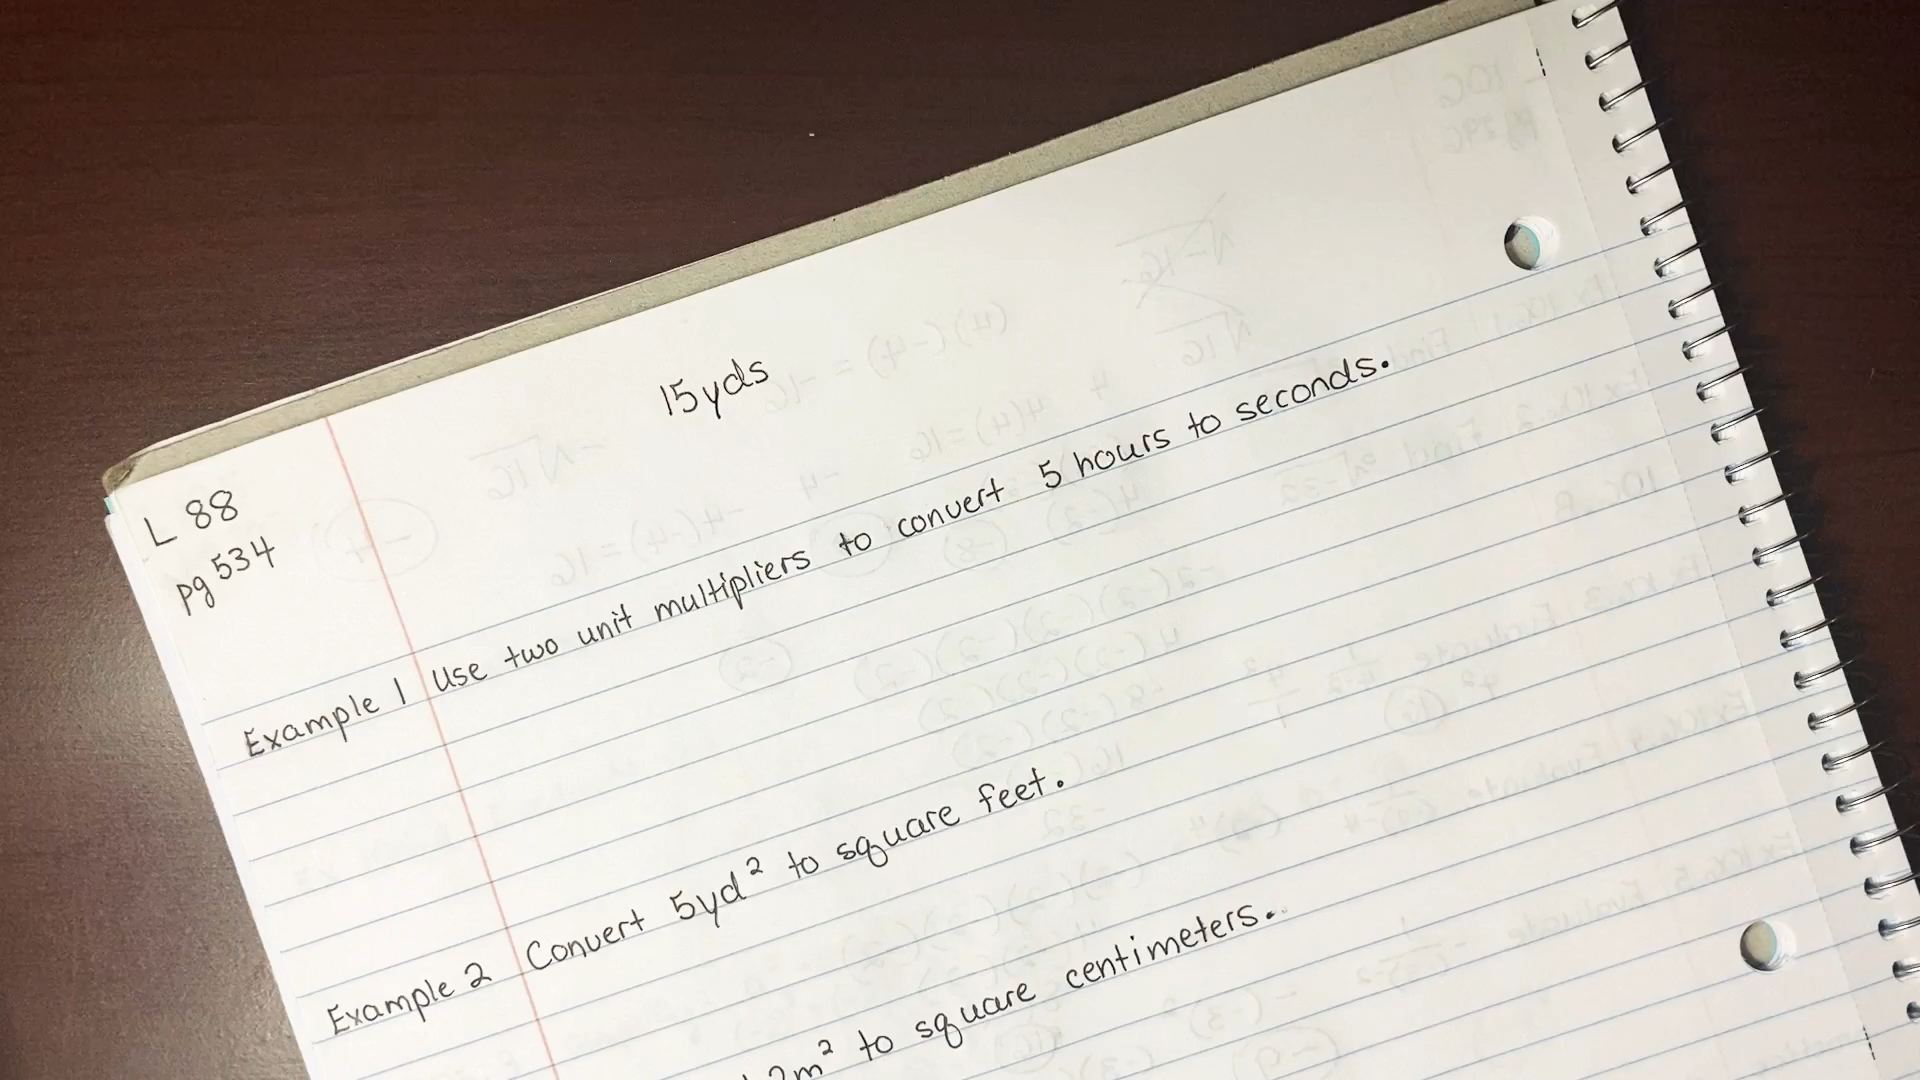 15yds
L 88
pg 534
Example 1 Use two unit multipliers to convert 5 hours to seconds.
Example 2 Convert 5yd² to square feet.
2m² to square centimeters.